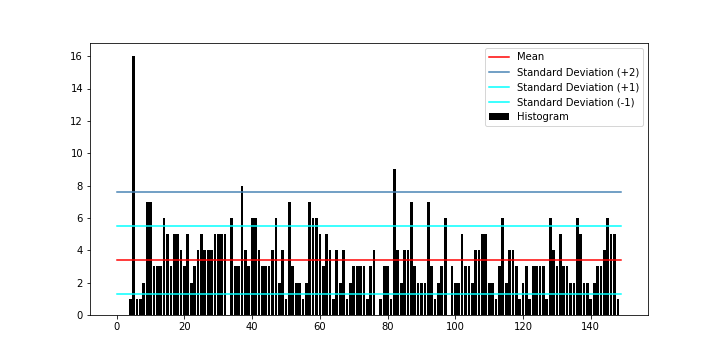 16
14
12
10
8
6
4
2
0
0 20 40 60 80 100 120 140
Mean
Standard Deviation (+2)
Standard Deviation (+1)
Standard Deviation (-1)
Histogram